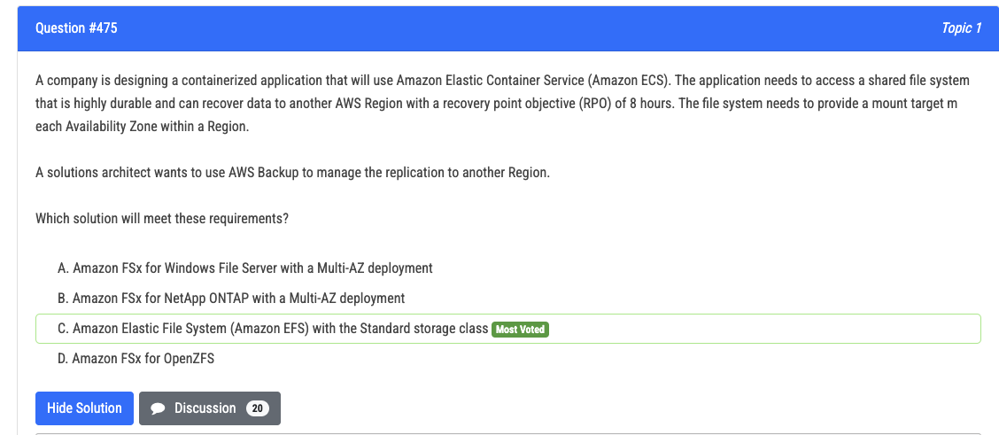 Question #475
Topic 1
A company is designing a containerized application that will use Amazon Elastic Container Service (Amazon ECS). The application needs to access a shared file system
that is highly durable and can recover data to another AWS Region with a recovery point objective (RPO) of 8 hours. The file system needs to provide a mount target m
each Availability Zone within a Region.
A solutions architect wants to use AWS Backup to manage the replication to another Region.
Which solution will meet these requirements?
A. Amazon FSx for Windows File Server with a Multi-AZ deployment
B. Amazon FSx for NetApp ONTAP with a Multi-AZ deployment
C. Amazon Elastic File System (Amazon EFS) with the Standard storage class Most Voted
D. Amazon FSx for OpenZFS
Hide Solution
Discussion 20